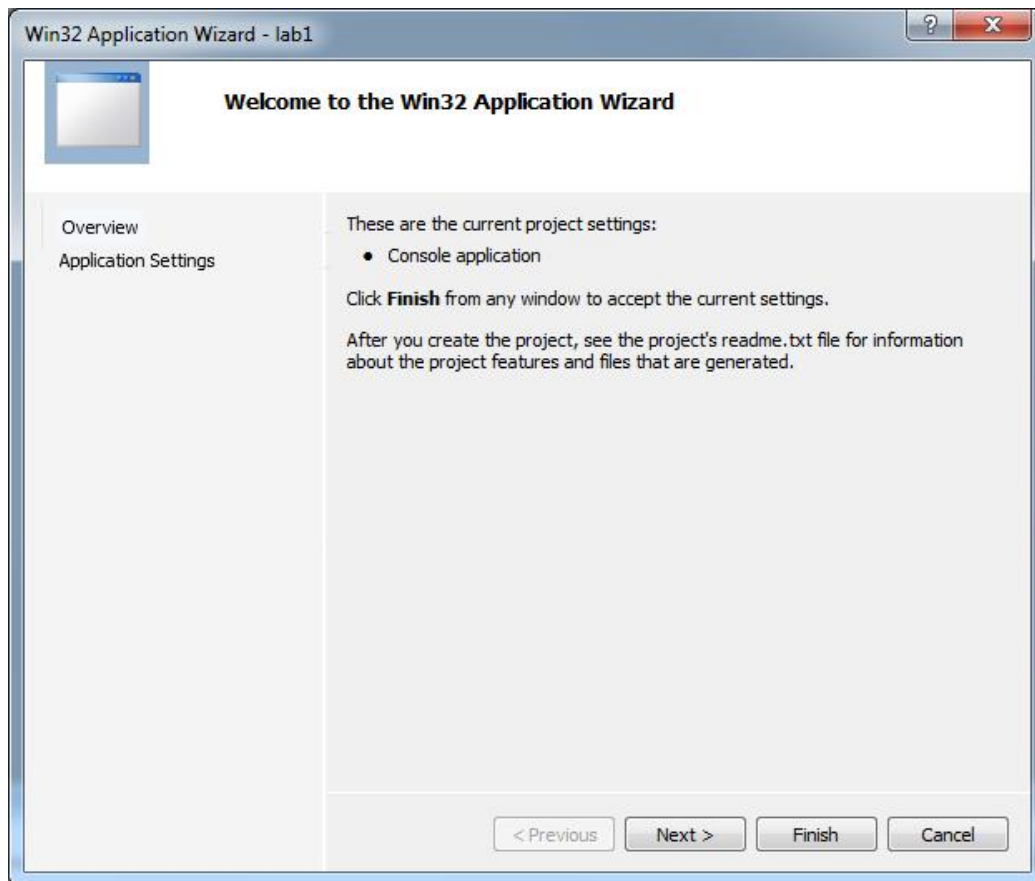 Win32 Application Wizard - lab1
Welcome to the Win32 Application Wizard
Overview
Application Settings
These are the current project settings:
• Console application
Click Finish from any window to accept the current settings.
After you create the project, see the project's readme.txt file for information
about the project features and files that are generated.
< Previous
Next >
Finish
Cancel